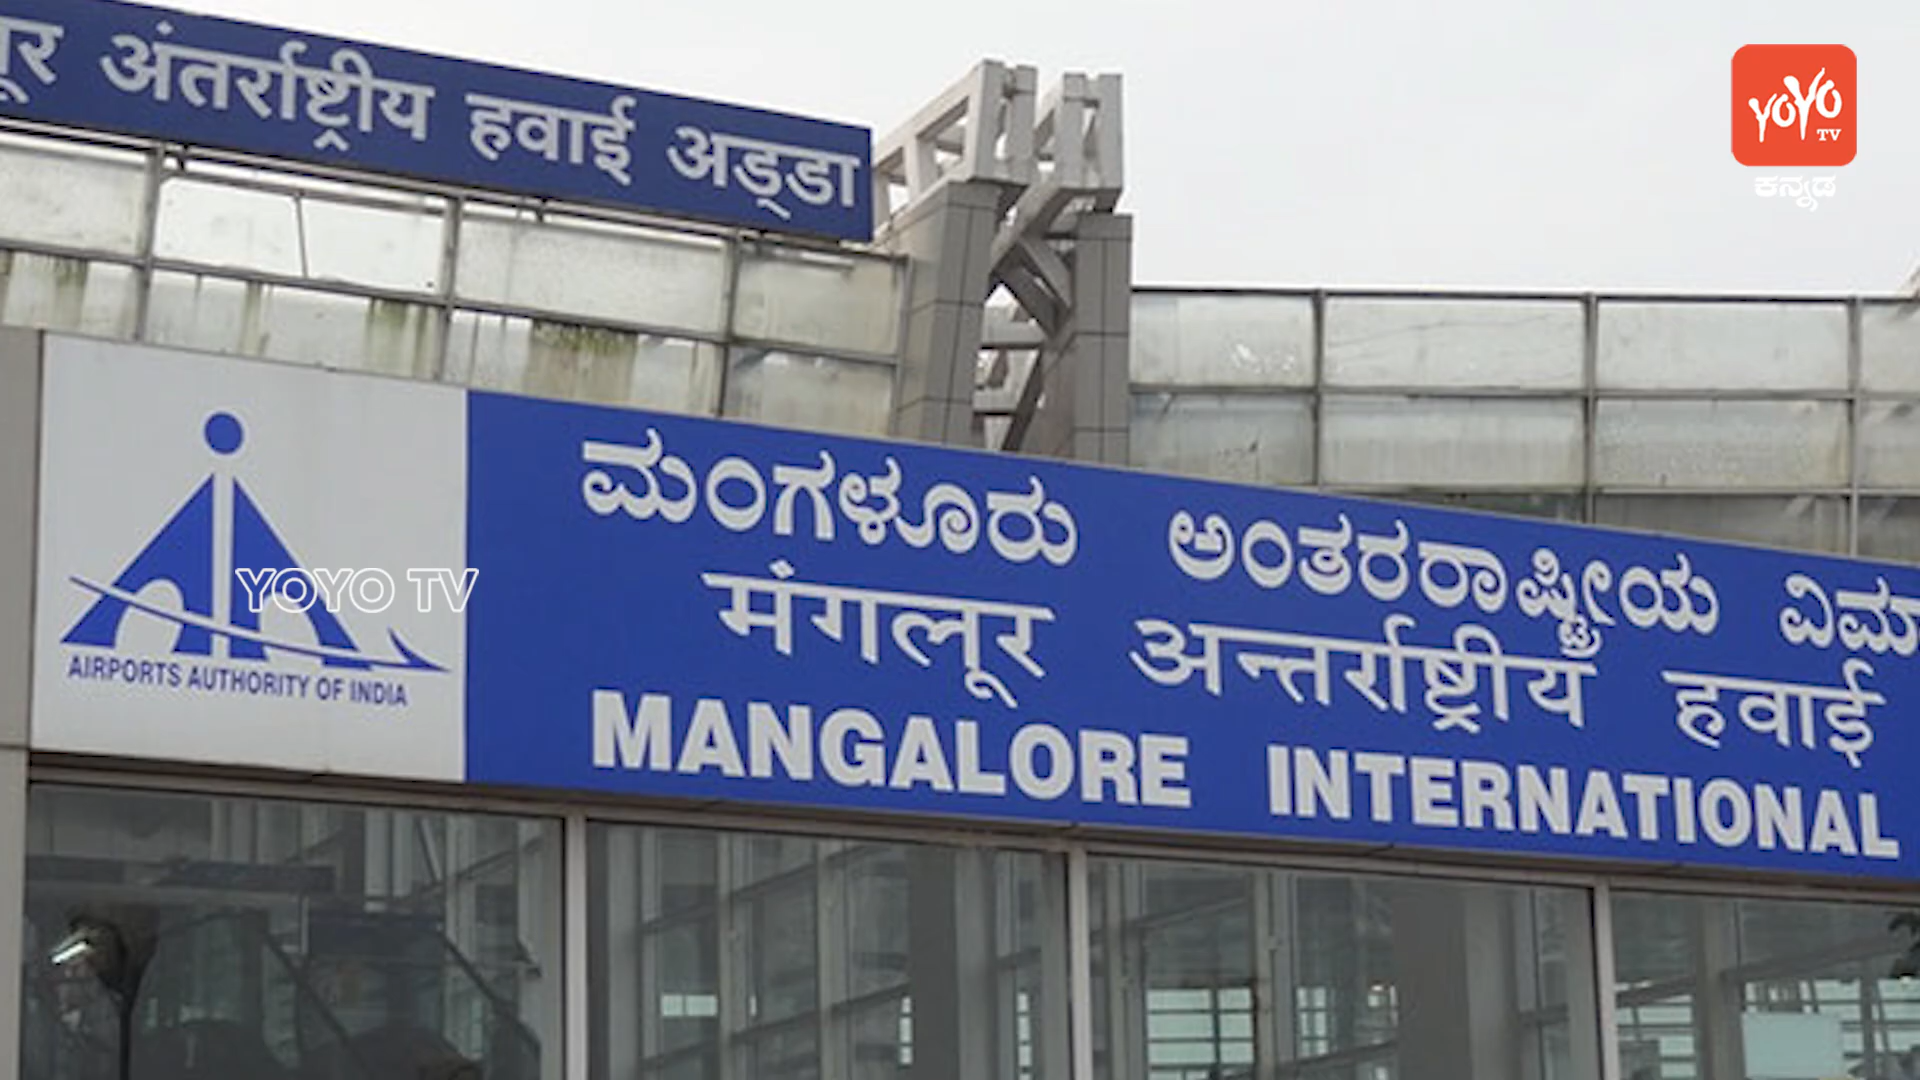 अंतर्राष्ट्रीय हवाई अड्डा
YOYO TV
ಕನ್ನಡ
ಮಂಗಳೂರು ಅಂತರರಾಷ್ಟ್ರೀಯ
मंगलूर अन्तर्राष्ट्रीय हवाई
MANGALORE INTERNATIONAL
YOYO TV
AIRPORTS AUTHORITY OF INDIA